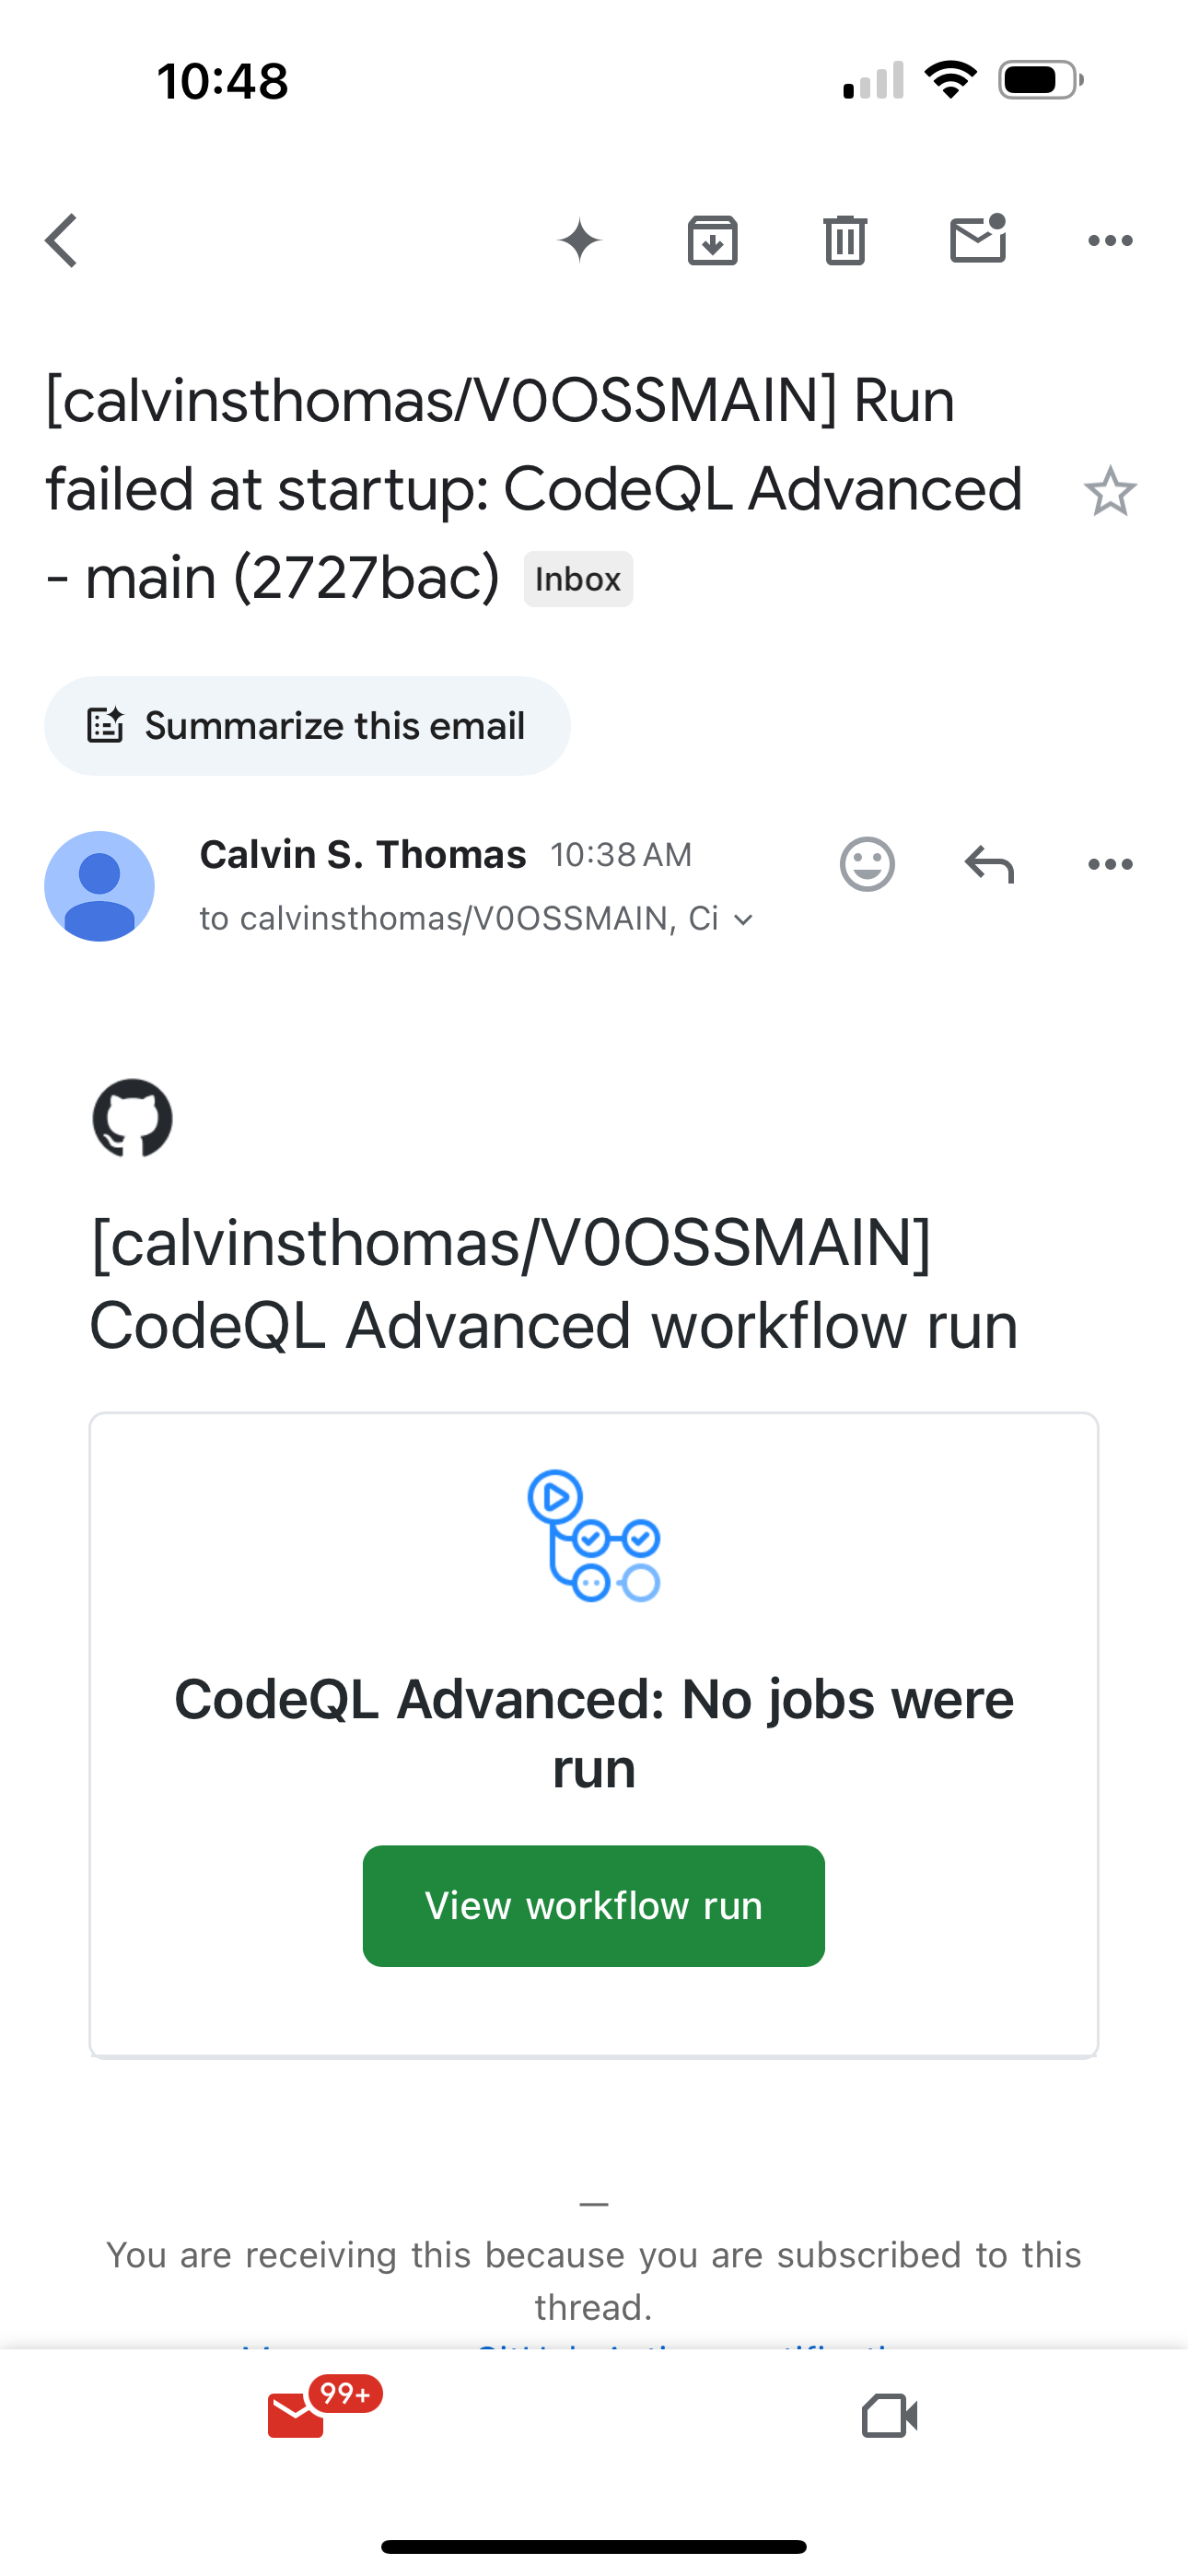 10:48
[calvinsthomas/V0OSSMAIN] Run
failed at startup: CodeQL Advanced
- main (2727bac) Inbox
Summarize this email
Calvin S. Thomas 10:38 AM
to calvinsthomas/V0OSSMAIN, Ci
[calvinsthomas/V0OSSMAIN]
CodeQL Advanced workflow run
CodeQL Advanced: No jobs were
run
View workflow run
—
You are receiving this because you are subscribed to this
thread.
99+